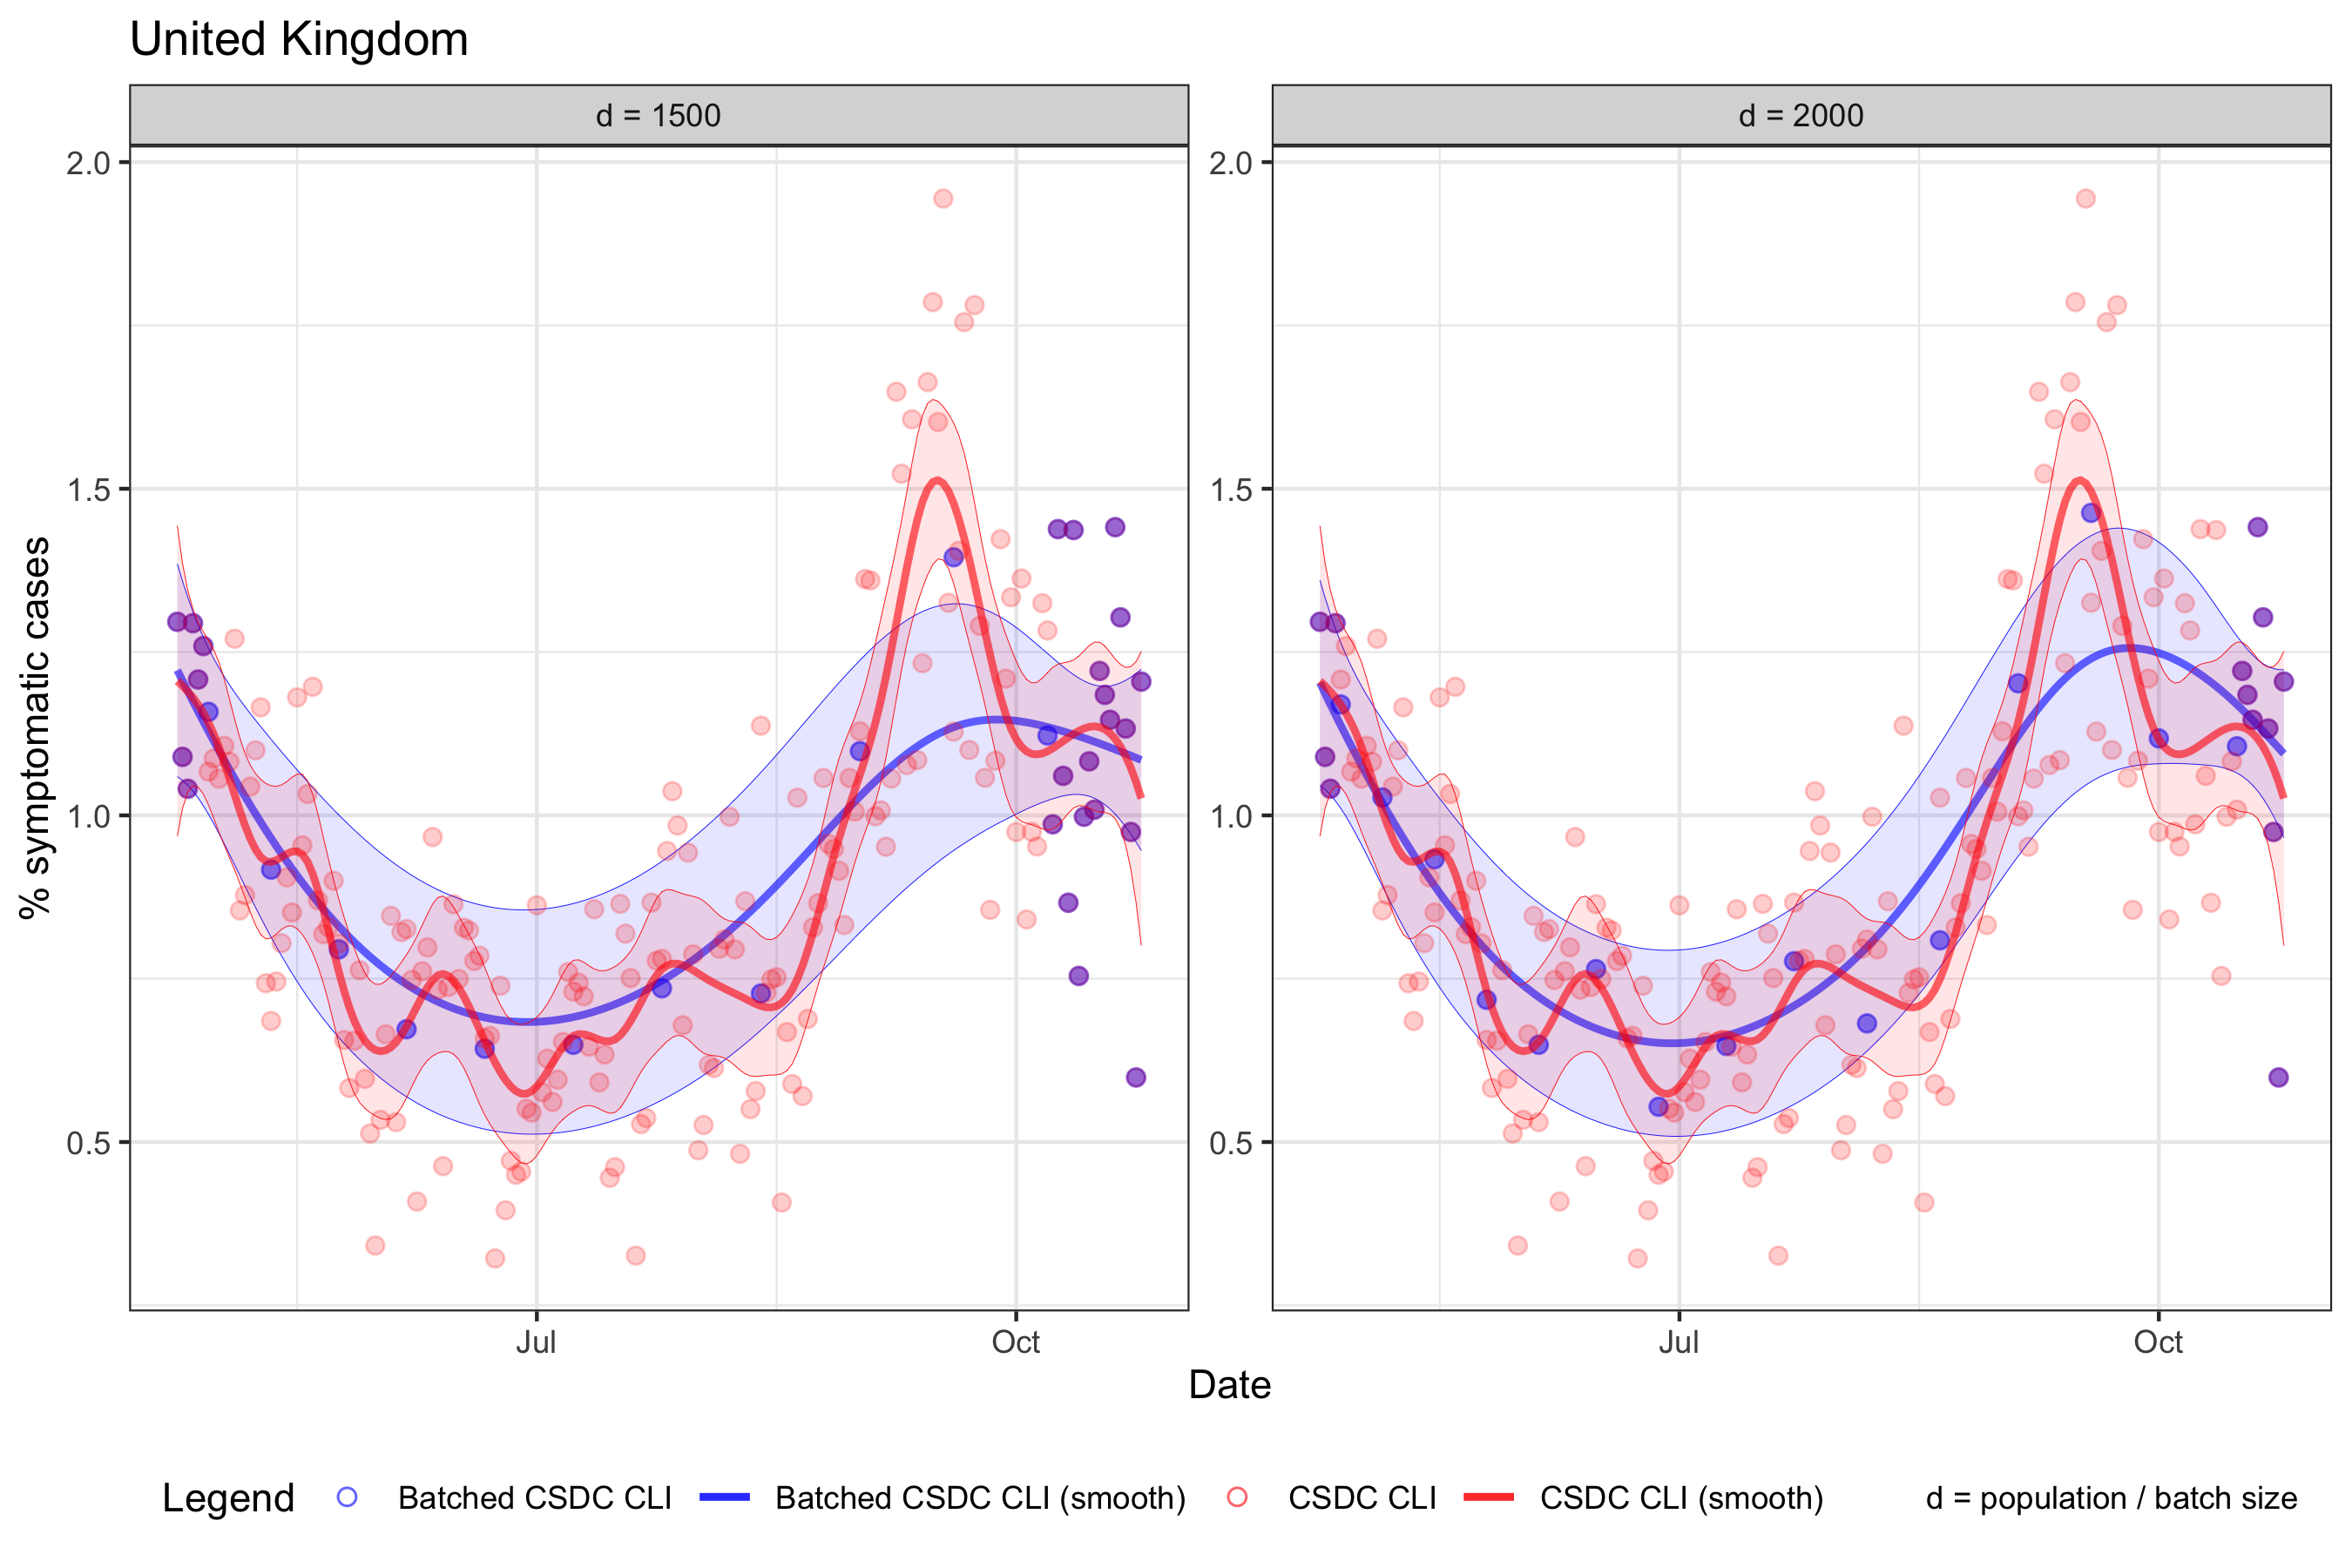 United Kingdom
d = 1500
d = 2000
% symptomatic cases
2.0
1.5
1.0
0.5
2.0
1.5
1.0
0.5
Jul
Oct
Jul
Oct
Date
Legend Batched CSDC CLI Batched CSDC CLI (smooth) CSDC CLI CSDC CLI (smooth) d = population / batch size